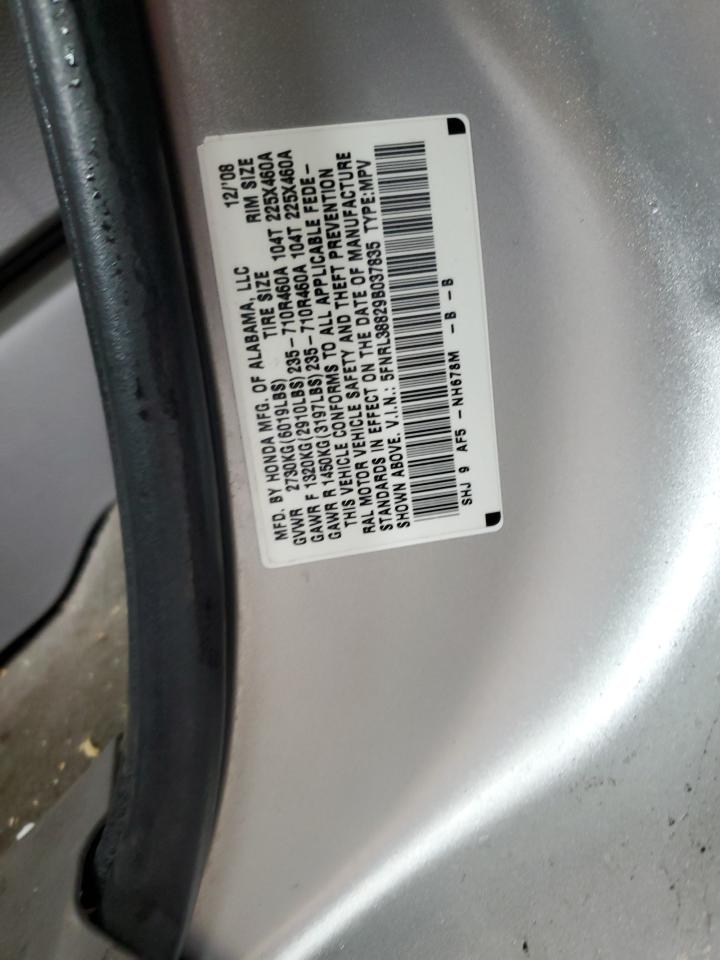 MFD. BY HONDA MFG. OF ALABAMA, LLC 12/'08
TIRE SIZE RIM SIZE
GVWR 2730KG(6019LBS)
GAWR F 1320KG(2910LBS)235-710R460A 104T 225X460A
GAWR R 1450KG(3197LBS)235-710R460A 104T 225X460A
THIS VEHICLE CONFORMS TO ALL APPLICABLE FEDE-
RAL MOTOR VEHICLE SAFETY AND THEFT PREVENTION
STANDARDS IN EFFECT ON THE DATE OF MANUFACTURE
SHOWN ABOVE. V.I.N.: 5FNRL38829B037835 TYPE:MPV
SHJ 9 AF5 -NH678M -B -B